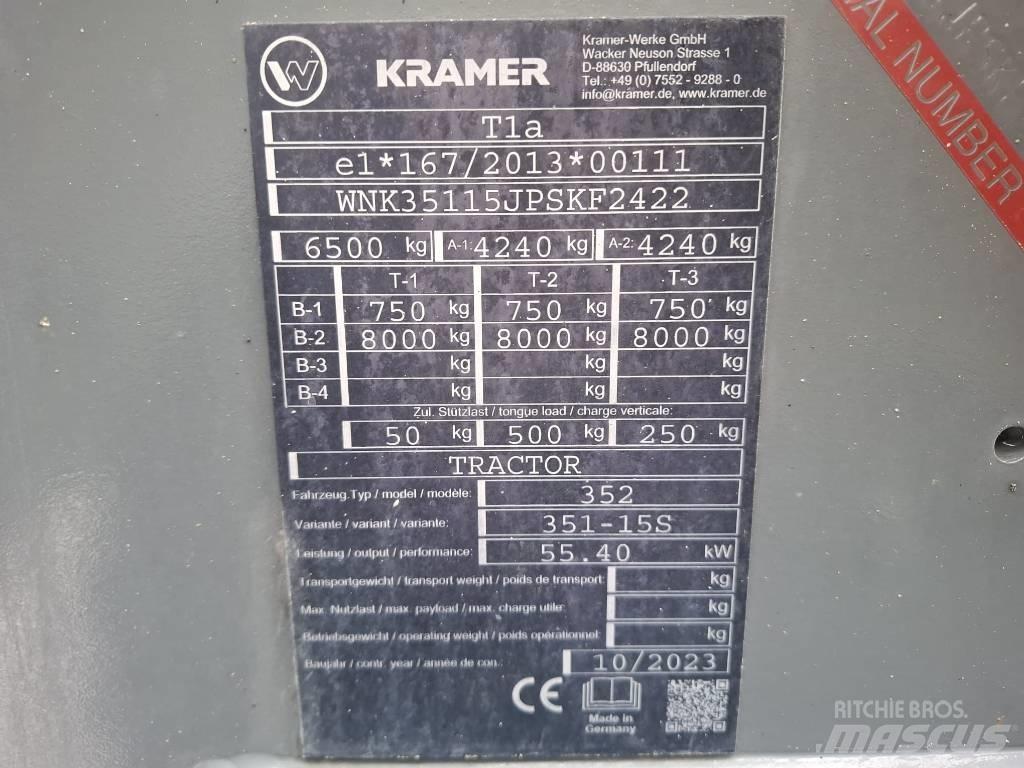 W
KRAMER
Kramer-Werke GmbH
Wacker Neuson Strasse 1
D-88630 Pfullendorf
Tel.: +49 (0) 7552 - 9288 - 0
info@kramer.de, www.kramer.de
T1a
e1*167/2013*00111
WNK35115JPSKF2422
6500 kg A-1: 4240 kg A-2: 4240 kg
T-1 T-2 T-3
B-1 750 kg 750 kg 750 kg
B-2 8000 kg 8000 kg 8000 kg
B-3 kg kg kg
B-4 kg kg kg
Zul. Stützlast / tongue load / charge verticale:
50 kg 500 kg 250 kg
TRACTOR
Fahrzeug.Typ / model / modèle: 352
Variante / variant / variante: 351-15S
Leistung / output / performance: 55.40 kW
Transportgewicht / transport weight / poids de transport: kg
Max. Nutzlast / max. payload / max. charge utile: kg
Betriebsgewicht / operating weight / poids opérationnel: kg
Baujahr / contr. year / année de con.: 10/2023
CE
Made in
Germany
NUMBER
RITCHIE BROS.
MASCUS